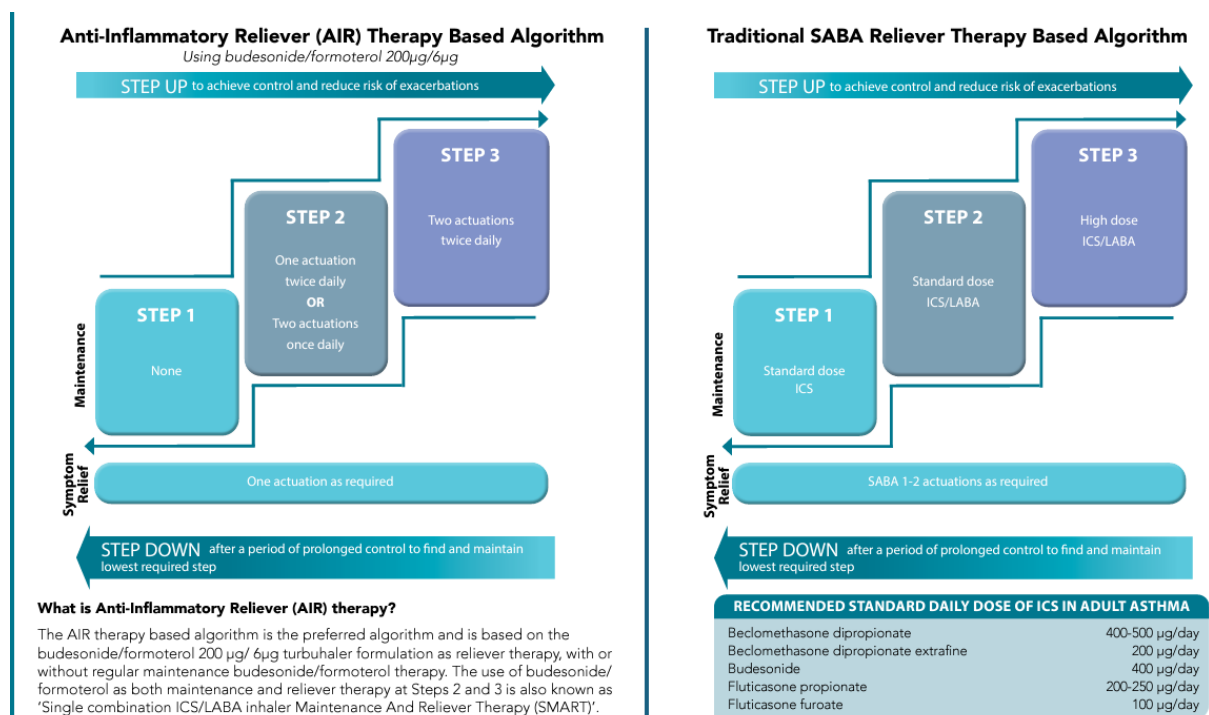 Anti-Inflammatory Reliever (AIR) Therapy Based Algorithm
Using budesonide/formoterol 200µg/6µg
STEP UP to achieve control and reduce risk of exacerbations
STEP 3
Two actuations
twice daily
STEP 2
One actuation
twice daily
OR
Two actuations
once daily
STEP 1
None
Maintenance
Symptom
Relief
One actuation as required
STEP DOWN after a period of prolonged control to find and maintain
lowest required step
What is Anti-Inflammatory Reliever (AIR) therapy?
The AIR therapy based algorithm is the preferred algorithm and is based on the
budesonide/formoterol 200 µg/ 6µg turbuhaler formulation as reliever therapy, with or
without regular maintenance budesonide/formoterol therapy. The use of budesonide/
formoterol as both maintenance and reliever therapy at Steps 2 and 3 is also known as
‘Single combination ICS/LABA inhaler Maintenance And Reliever Therapy (SMART)’.
Traditional SABA Reliever Therapy Based Algorithm
STEP UP to achieve control and reduce risk of exacerbations
STEP 3
High dose
ICS/LABA
STEP 2
Standard dose
ICS/LABA
STEP 1
Standard dose
ICS
Maintenance
Symptom
Relief
SABA 1-2 actuations as required
STEP DOWN after a period of prolonged control to find and maintain
lowest required step
RECOMMENDED STANDARD DAILY DOSE OF ICS IN ADULT ASTHMA
Beclomethasone dipropionate 400-500 µg/day
Beclomethasone dipropionate extrafine 200 µg/day
Budesonide 400 µg/day
Fluticasone propionate 200-250 µg/day
Fluticasone furoate 100 µg/day